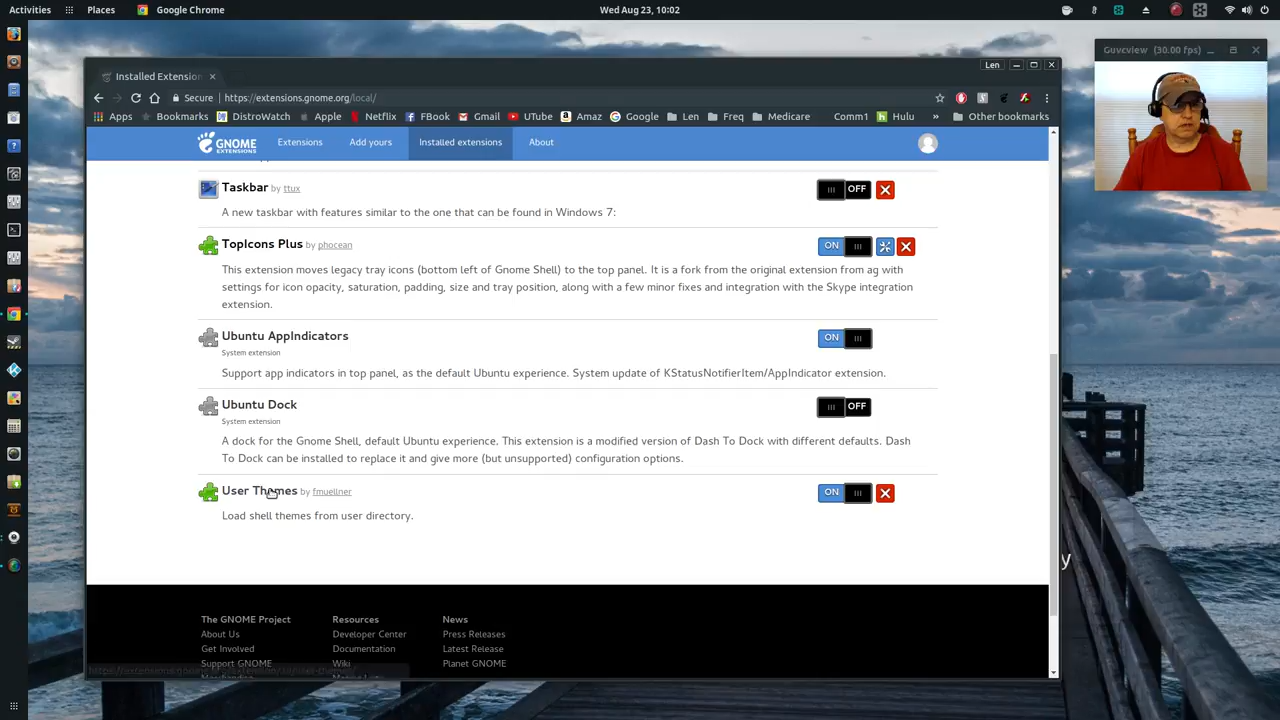 Activities Places Google Chrome Wed Aug 23, 10:02
Guvcview (30.00 fps)
Len
Installed Extension
Secure https://extensions.gnome.org/local/
Apps Bookmarks DistroWatch Apple Netflix FBook Gmail UTube Amaz Google Len Freq Medicare Comm1 Hulu » Other bookmarks
GNOME EXTENSIONS Extensions Add yours Installed extensions About
Taskbar by ttux OFF
A new taskbar with features similar to the one that can be found in Windows 7:
TopIcons Plus by phocean ON
This extension moves legacy tray icons (bottom left of Gnome Shell) to the top panel. It is a fork from the original extension from ag with
settings for icon opacity, saturation, padding, size and tray position, along with a few minor fixes and integration with the Skype integration
extension.
Ubuntu AppIndicators ON
System extension
Support app indicators in top panel, as the default Ubuntu experience. System update of KStatusNotifierItem/AppIndicator extension.
Ubuntu Dock OFF
System extension
A dock for the Gnome Shell, default Ubuntu experience. This extension is a modified version of Dash To Dock with different defaults. Dash
To Dock can be installed to replace it and give more (but unsupported) configuration options.
User Themes by fmuellner ON
Load shell themes from user directory.
The GNOME Project Resources News
About Us Developer Center Press Releases
Get Involved Documentation Latest Release
Support GNOME Wiki Planet GNOME